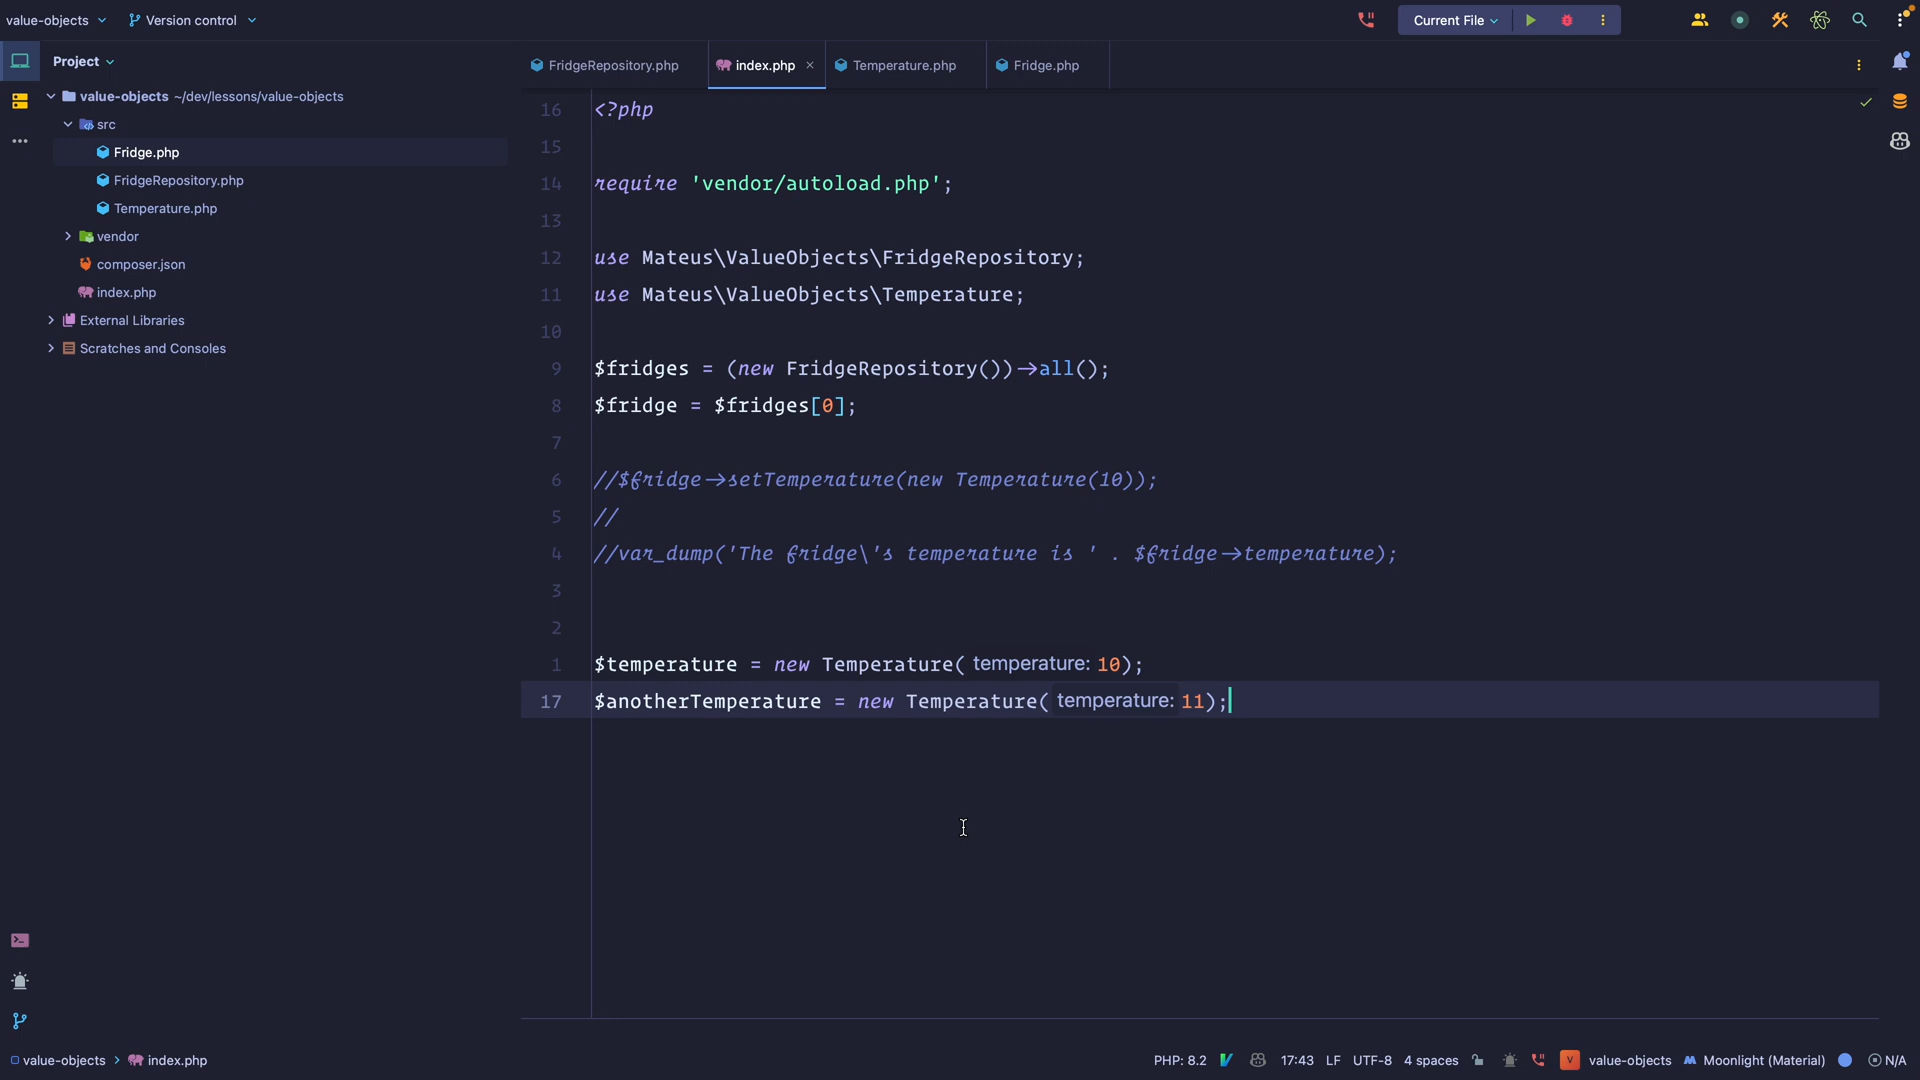 value-objects
Version control
Current File
Project
FridgeRepository.php
index.php
Temperature.php
Fridge.php
value-objects ~/dev/lessons/value-objects
src
Fridge.php
FridgeRepository.php
Temperature.php
vendor
composer.json
index.php
External Libraries
Scratches and Consoles
16 <?php
15
14 require 'vendor/autoload.php';
13
12 use Mateus\ValueObjects\FridgeRepository;
11 use Mateus\ValueObjects\Temperature;
10
9 $fridges = (new FridgeRepository())->all();
8 $fridge = $fridges[0];
7
6 //$fridge->setTemperature(new Temperature(10));
5 //
4 //var_dump('The fridge\'s temperature is ' . $fridge->temperature);
3
2
1 $temperature = new Temperature( temperature: 10);
17 $anotherTemperature = new Temperature( temperature: 11);
value-objects > index.php
PHP: 8.2 17:43 LF UTF-8 4 spaces V value-objects Moonlight (Material) N/A